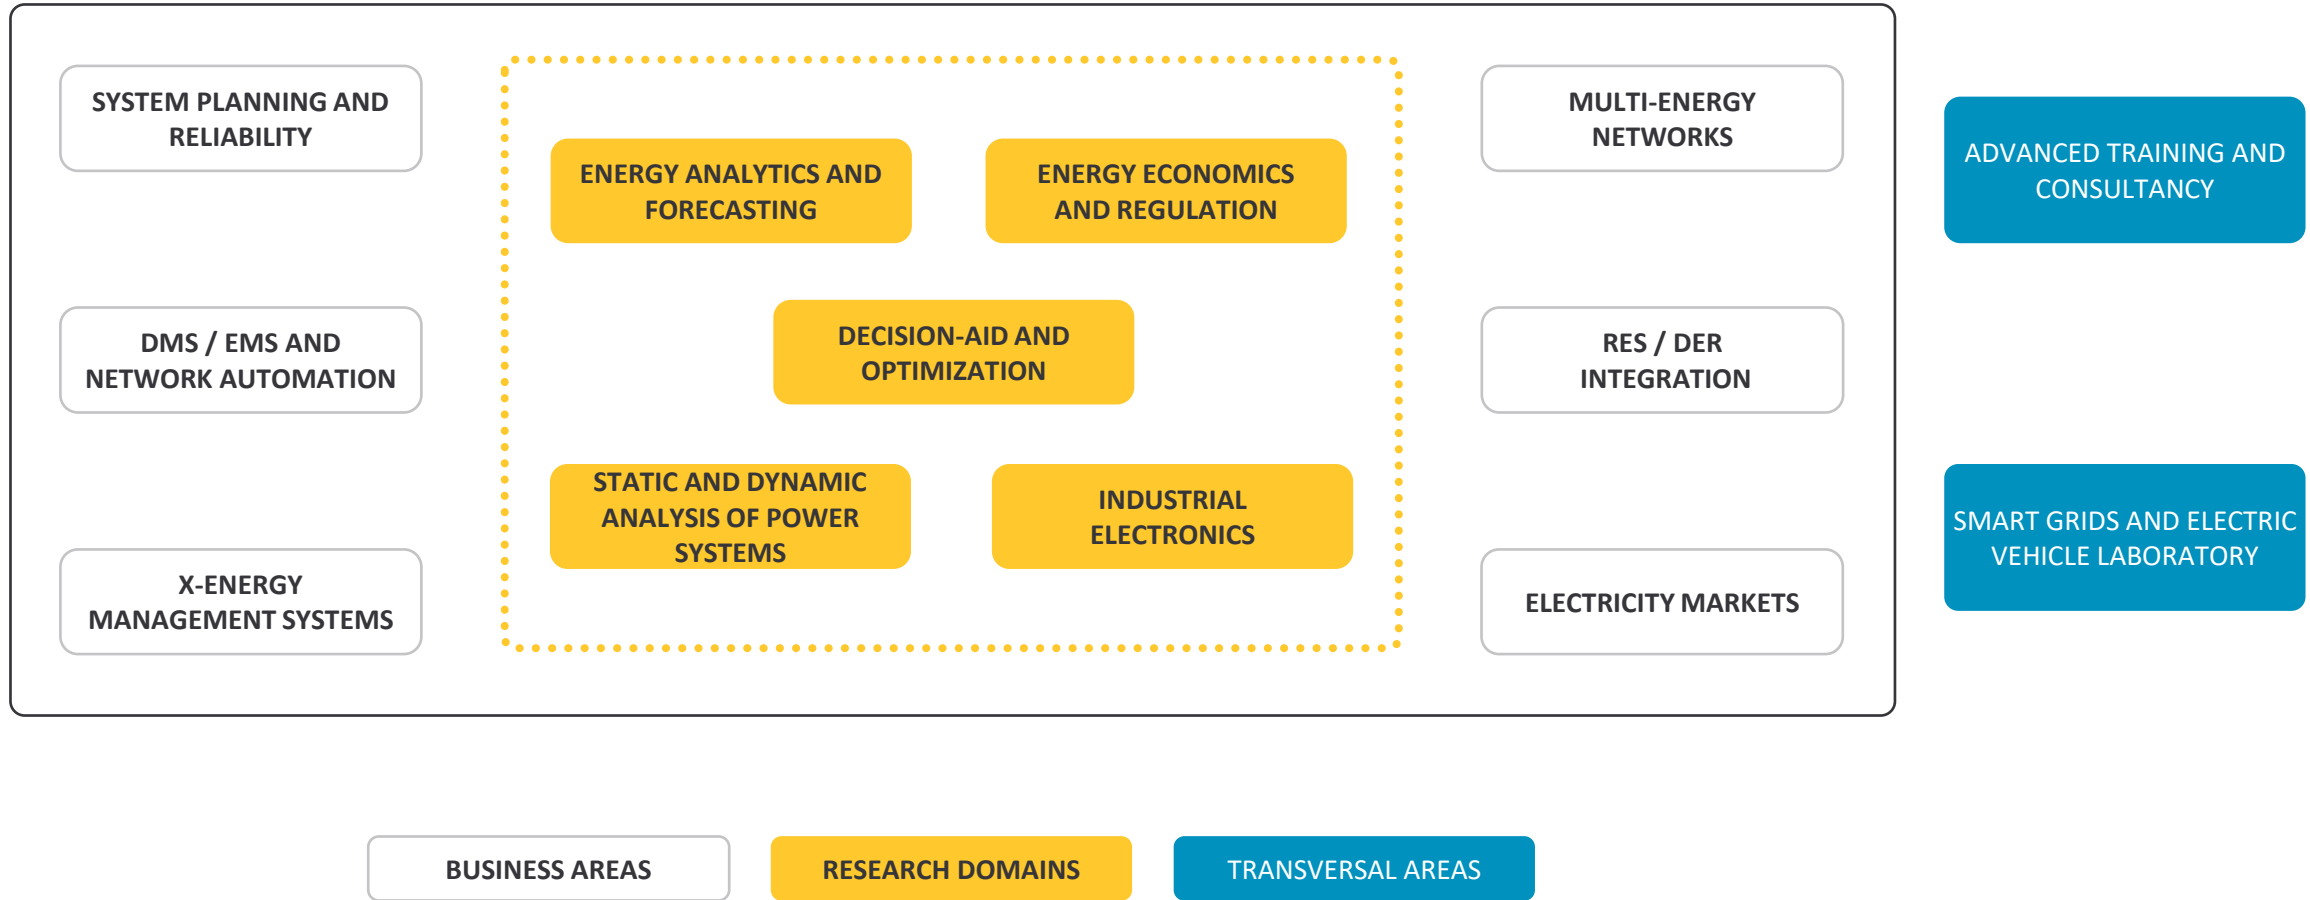 SYSTEM PLANNING AND
RELIABILITY
DMS / EMS AND
NETWORK AUTOMATION
X-ENERGY
MANAGEMENT SYSTEMS
ENERGY ANALYTICS AND
FORECASTING
ENERGY ECONOMICS
AND REGULATION
DECISION-AID AND
OPTIMIZATION
STATIC AND DYNAMIC
ANALYSIS OF POWER
SYSTEMS
INDUSTRIAL
ELECTRONICS
MULTI-ENERGY
NETWORKS
RES / DER
INTEGRATION
ELECTRICITY MARKETS
ADVANCED TRAINING AND
CONSULTANCY
SMART GRIDS AND ELECTRIC
VEHICLE LABORATORY
BUSINESS AREAS
RESEARCH DOMAINS
TRANSVERSAL AREAS